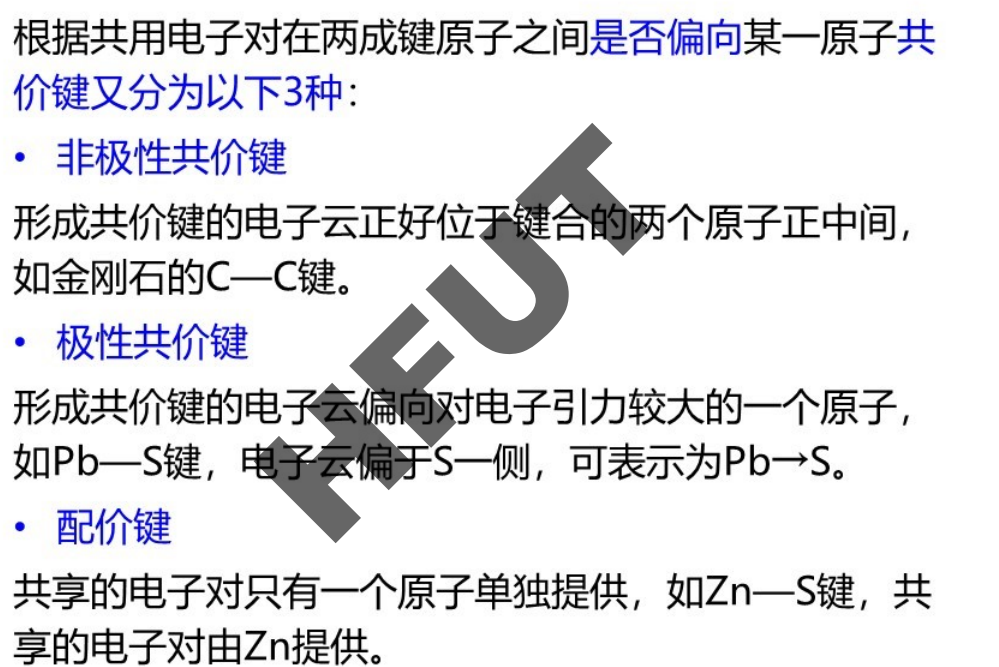 根据共用电子对在两成键原子之间是否偏向某一原子共
价键又分为以下3种：
• 非极性共价键
形成共价键的电子云正好位于键合的两个原子正中间，
如金刚石的C—C键。
• 极性共价键
形成共价键的电子云偏向对电子引力较大的一个原子，
如Pb—S键，电子云偏于S一侧，可表示为Pb→S。
• 配价键
共享的电子对只有一个原子单独提供，如Zn—S键，共
享的电子对由Zn提供。
HFUT